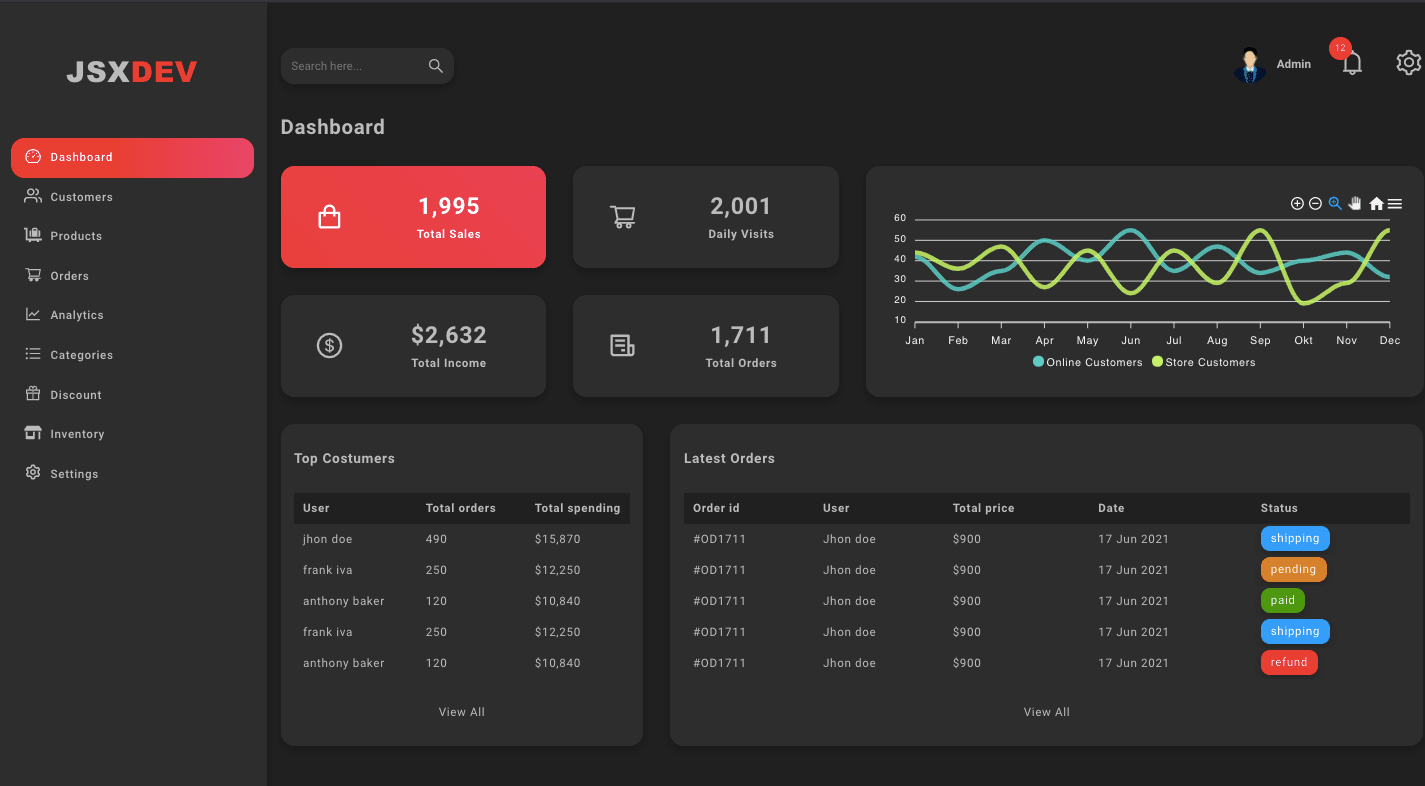 JSXDEV
Dashboard
Customers
Products
Orders
Analytics
Categories
Discount
Inventory
Settings
Search here...
Admin
12
Dashboard
1,995
Total Sales
2,001
Daily Visits
$2,632
Total Income
1,711
Total Orders
60
50
40
30
20
10
Jan Feb Mar Apr May Jun Jul Aug Sep Okt Nov Dec
Online Customers Store Customers
Top Costumers
User Total orders Total spending
jhon doe 490 $15,870
frank iva 250 $12,250
anthony baker 120 $10,840
frank iva 250 $12,250
anthony baker 120 $10,840
View All
Latest Orders
Order id User Total price Date Status
#OD1711 Jhon doe $900 17 Jun 2021 shipping
#OD1711 Jhon doe $900 17 Jun 2021 pending
#OD1711 Jhon doe $900 17 Jun 2021 paid
#OD1711 Jhon doe $900 17 Jun 2021 shipping
#OD1711 Jhon doe $900 17 Jun 2021 refund
View All